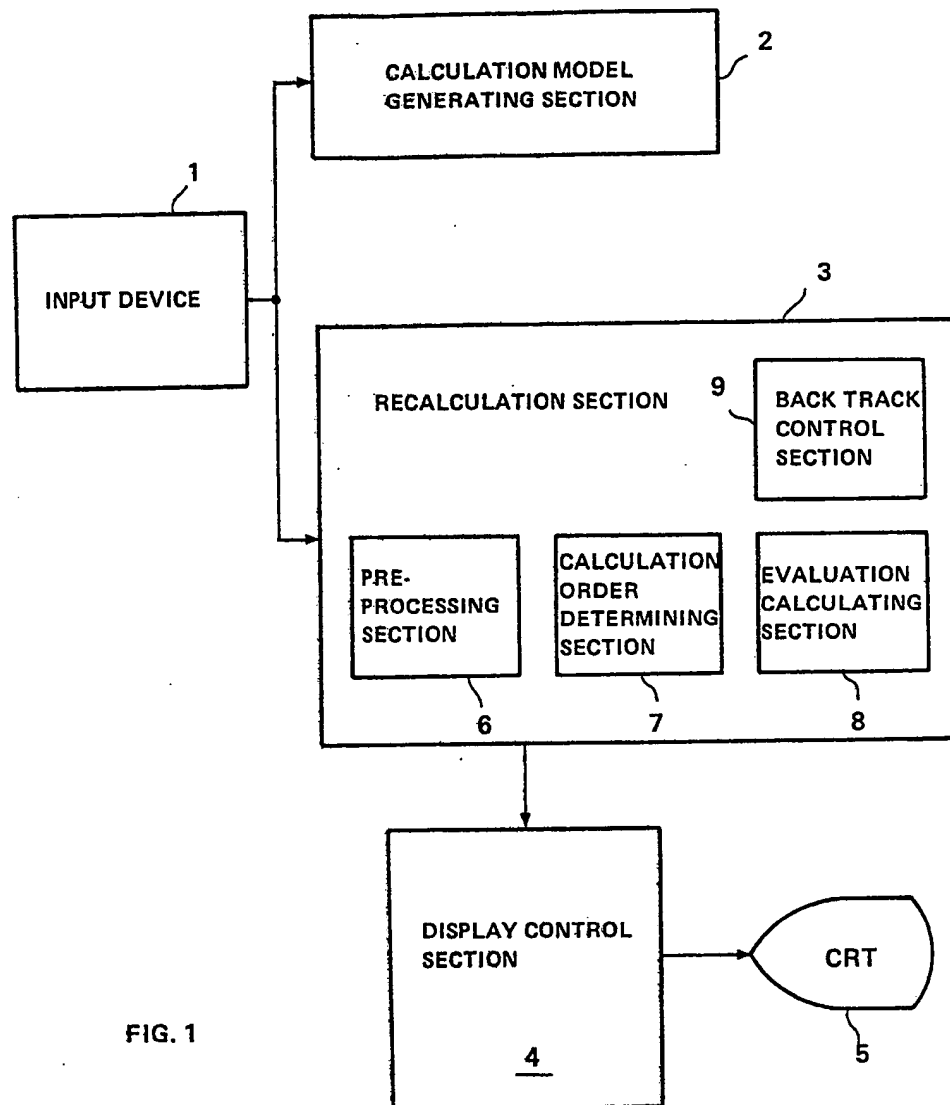 2
CALCULATION MODEL
GENERATING SECTION
1
INPUT DEVICE
3
RECALCULATION SECTION
9
BACK TRACK
CONTROL
SECTION
PRE-
PROCESSING
SECTION
CALCULATION
ORDER
DETERMINING
SECTION
EVALUATION
CALCULATING
SECTION
6
7
8
DISPLAY CONTROL
SECTION
4
CRT
5
FIG. 1